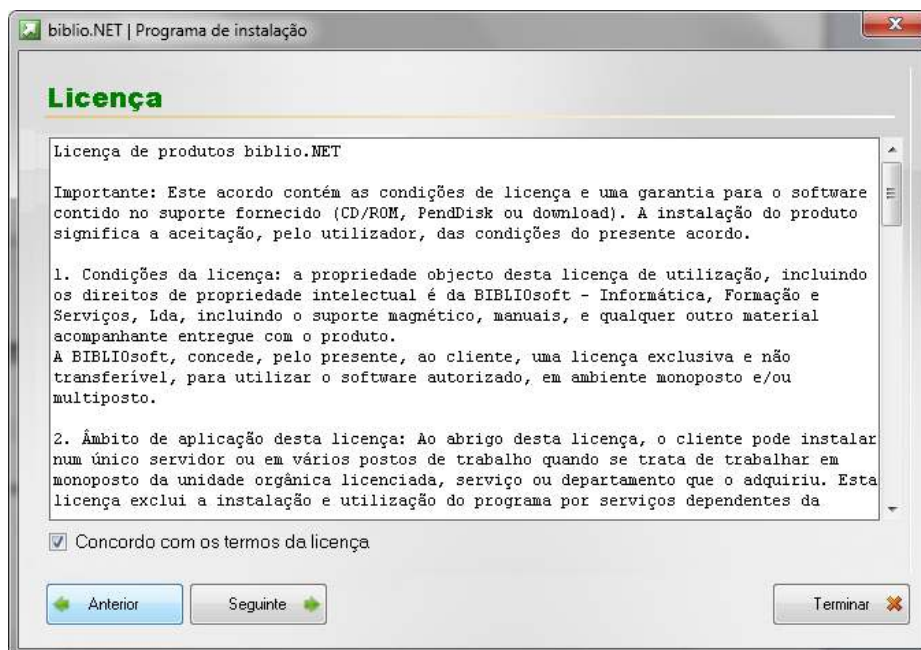 biblio.NET | Programa de instalação
Licença
Licença de produtos biblio.NET
Importante: Este acordo contém as condições de licença e uma garantia para o software
contido no suporte fornecido (CD/ROM, PendDisk ou download). A instalação do produto
significa a aceitação, pelo utilizador, das condições do presente acordo.
1. Condições da licença: a propriedade objecto desta licença de utilização, incluindo
os direitos de propriedade intelectual é da BIBLIOsoft - Informática, Formação e
Serviços, Lda, incluindo o suporte magnético, manuais, e qualquer outro material
acompanhante entregue com o produto.
A BIBLIOsoft, concede, pelo presente, ao cliente, uma licença exclusiva e não
transferível, para utilizar o software autorizado, em ambiente monoposto e/ou
multiposto.
2. Âmbito de aplicação desta licença: Ao abrigo desta licença, o cliente pode instalar
num único servidor ou em vários postos de trabalho quando se trata de trabalhar em
monoposto da unidade orgânica licenciada, serviço ou departamento que o adquiriu. Esta
licença exclui a instalação e utilização do programa por serviços dependentes da
Concordo com os termos da licença
Anterior
Seguinte
Terminar